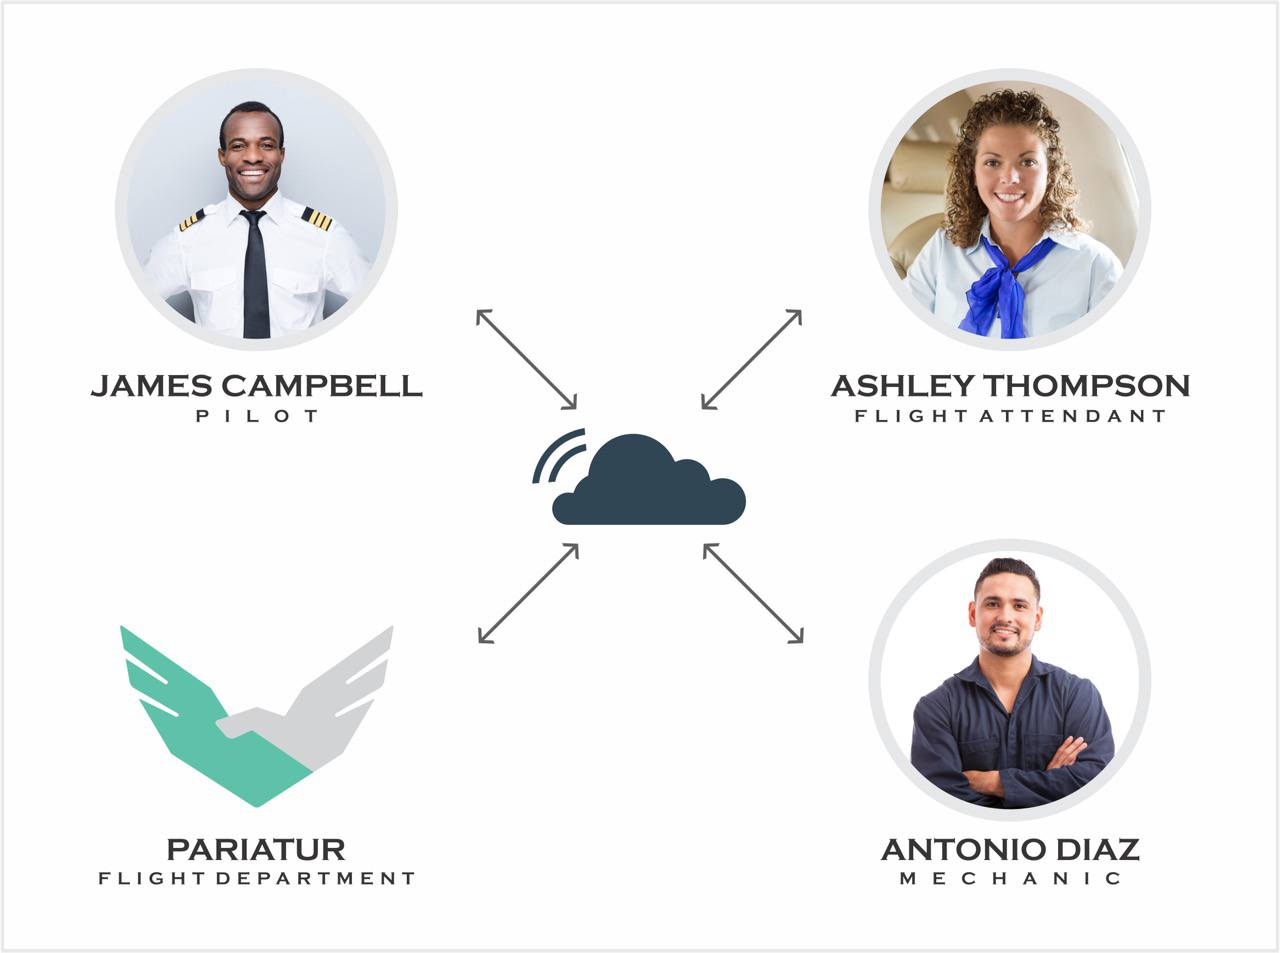 JAMES CAMPBELL
PILOT
ASHLEY THOMPSON
FLIGHT ATTENDANT
PARIATUR
FLIGHT DEPARTMENT
ANTONIO DIAZ
MECHANIC